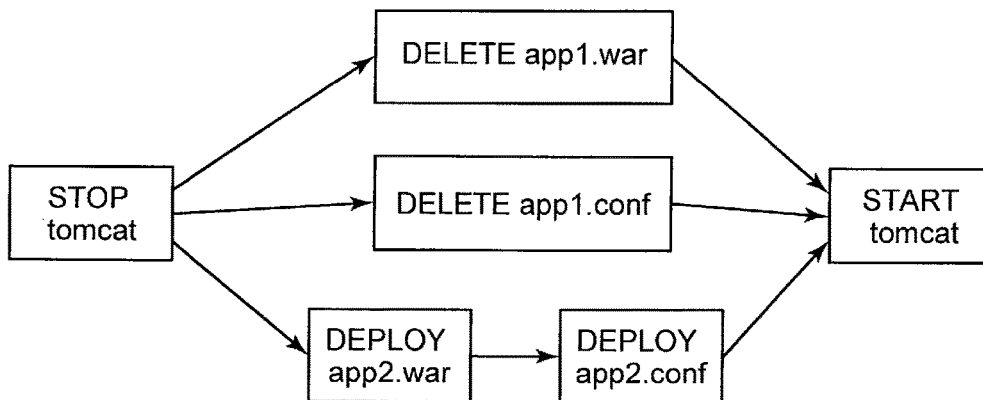 DELETE app1.war
STOP
tomcat
DELETE app1.conf
START
tomcat
DEPLOY
app2.war
DEPLOY
app2.conf